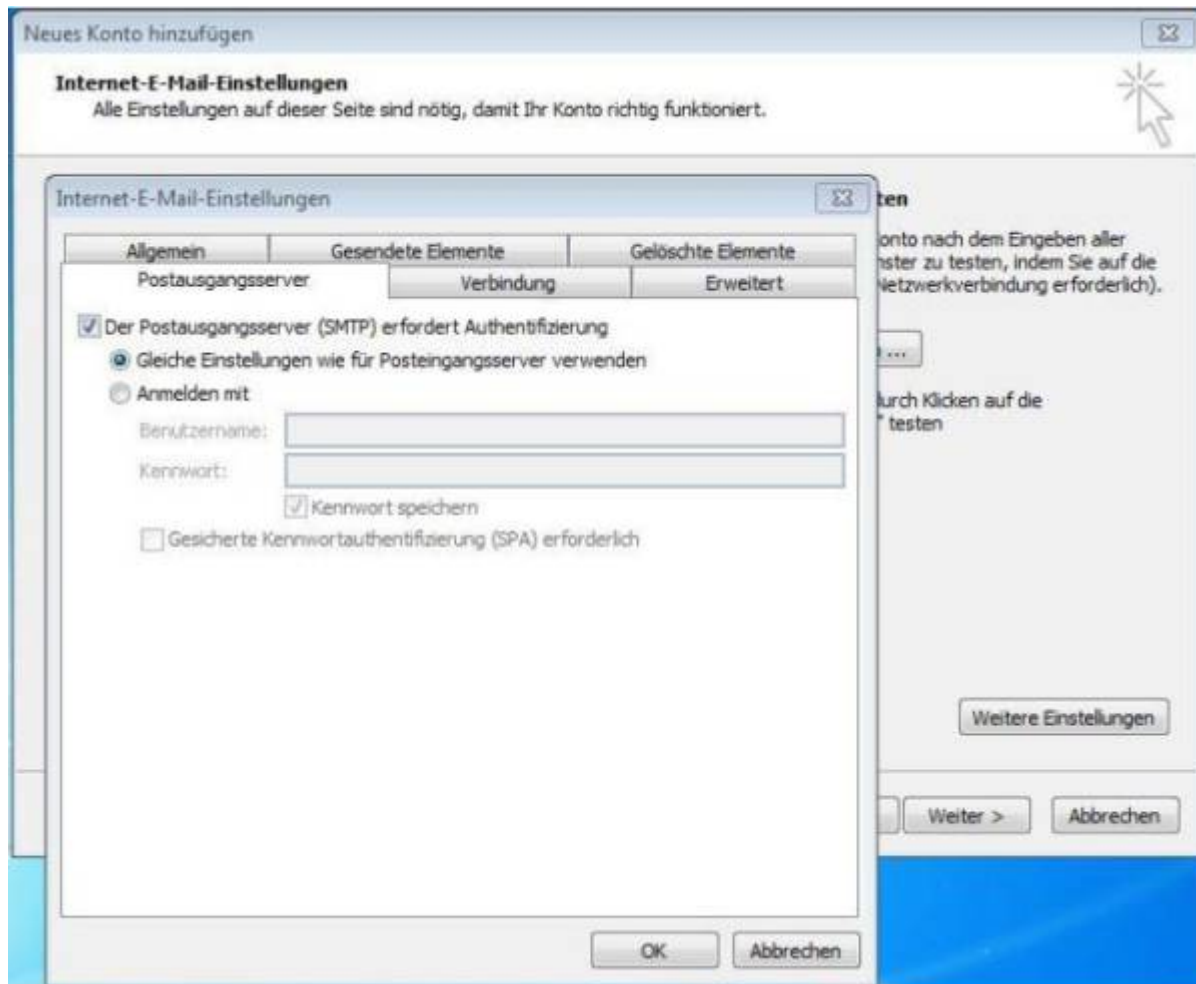 Neues Konto hinzufügen
Internet-E-Mail-Einstellungen
Alle Einstellungen auf dieser Seite sind nötig, damit Ihr Konto richtig funktioniert.
Internet-E-Mail-Einstellungen
Allgemein
Gesendete Elemente
Gelöschte Elemente
Postausgangsserver
Verbindung
Erweitert
Der Postausgangsserver (SMTP) erfordert Authentifizierung
Gleiche Einstellungen wie für Posteingangsserver verwenden
Anmelden mit
Benutzername:
Kennwort:
Kennwort speichern
Gesicherte Kennwortauthentifizierung (SPA) erforderlich
OK
Abbrechen
ten
onto nach dem Eingeben aller
nster zu testen, indem Sie auf die
Netzwerkverbindung erforderlich).
...
durch Klicken auf die
" testen
Weitere Einstellungen
Weiter >
Abbrechen